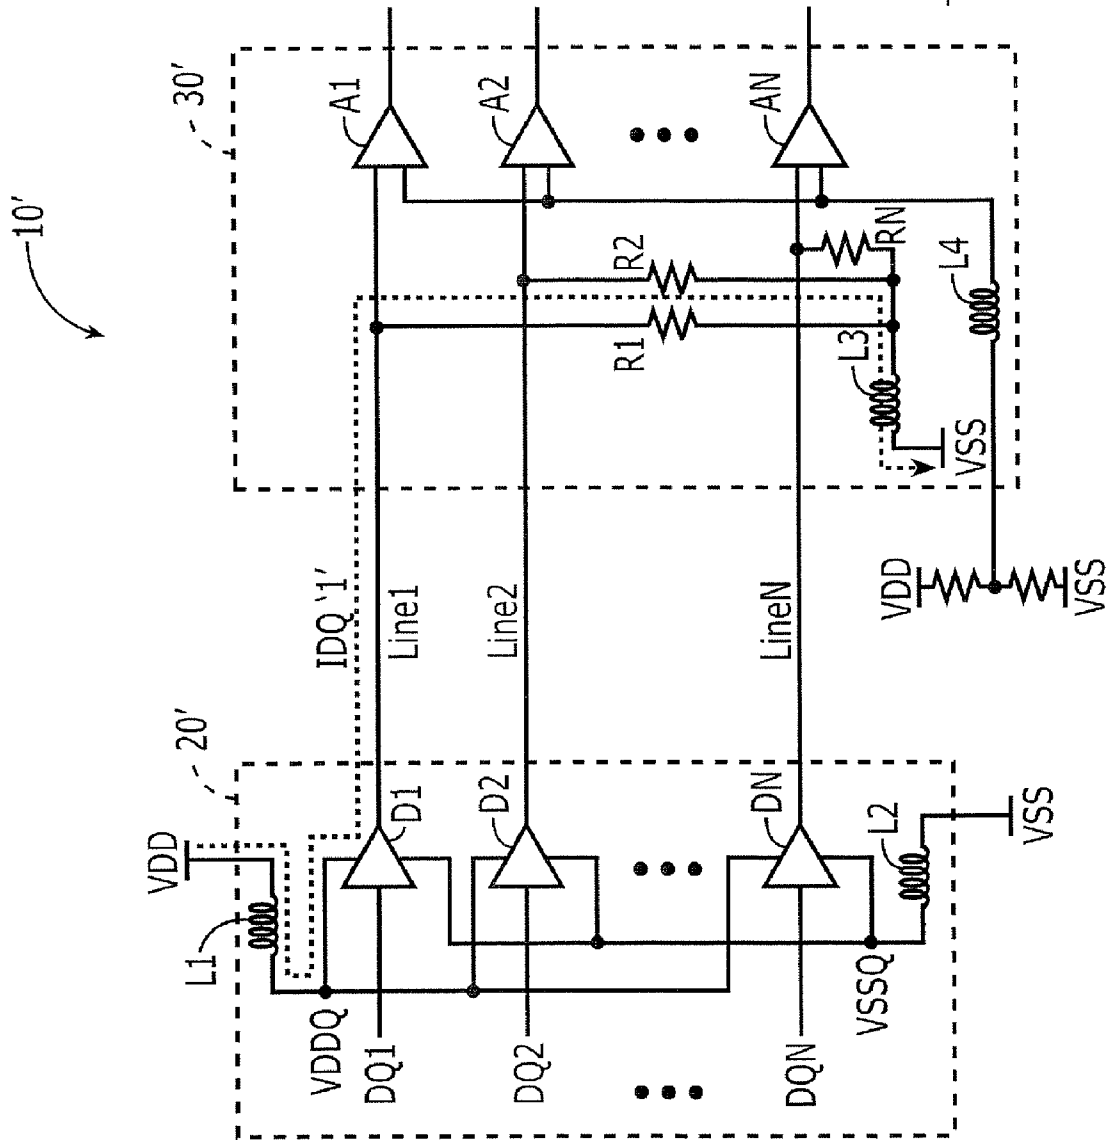 10'
20'
30'
VDD
L1
VDDQ
DQ1
D1
IDQ '1'
Line1
A1
DQ2
D2
Line2
R2
A2
R1
DQN
DN
LineN
AN
RN
VSSQ
L2
L3
VSS
L4
VDD
VSS
VSS